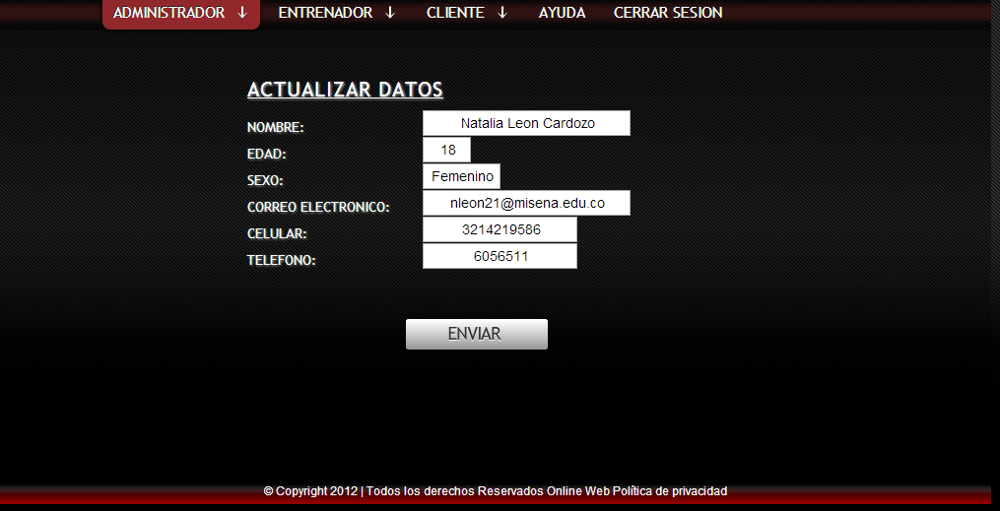 ADMINISTRADOR ↓ ENTRENADOR ↓ CLIENTE ↓ AYUDA CERRAR SESION
ACTUALIZAR DATOS
NOMBRE: Natalia Leon Cardozo
EDAD: 18
SEXO: Femenino
CORREO ELECTRONICO: nleon21@misena.edu.co
CELULAR: 3214219586
TELEFONO: 6056511
ENVIAR
© Copyright 2012 | Todos los derechos Reservados Online Web Política de privacidad